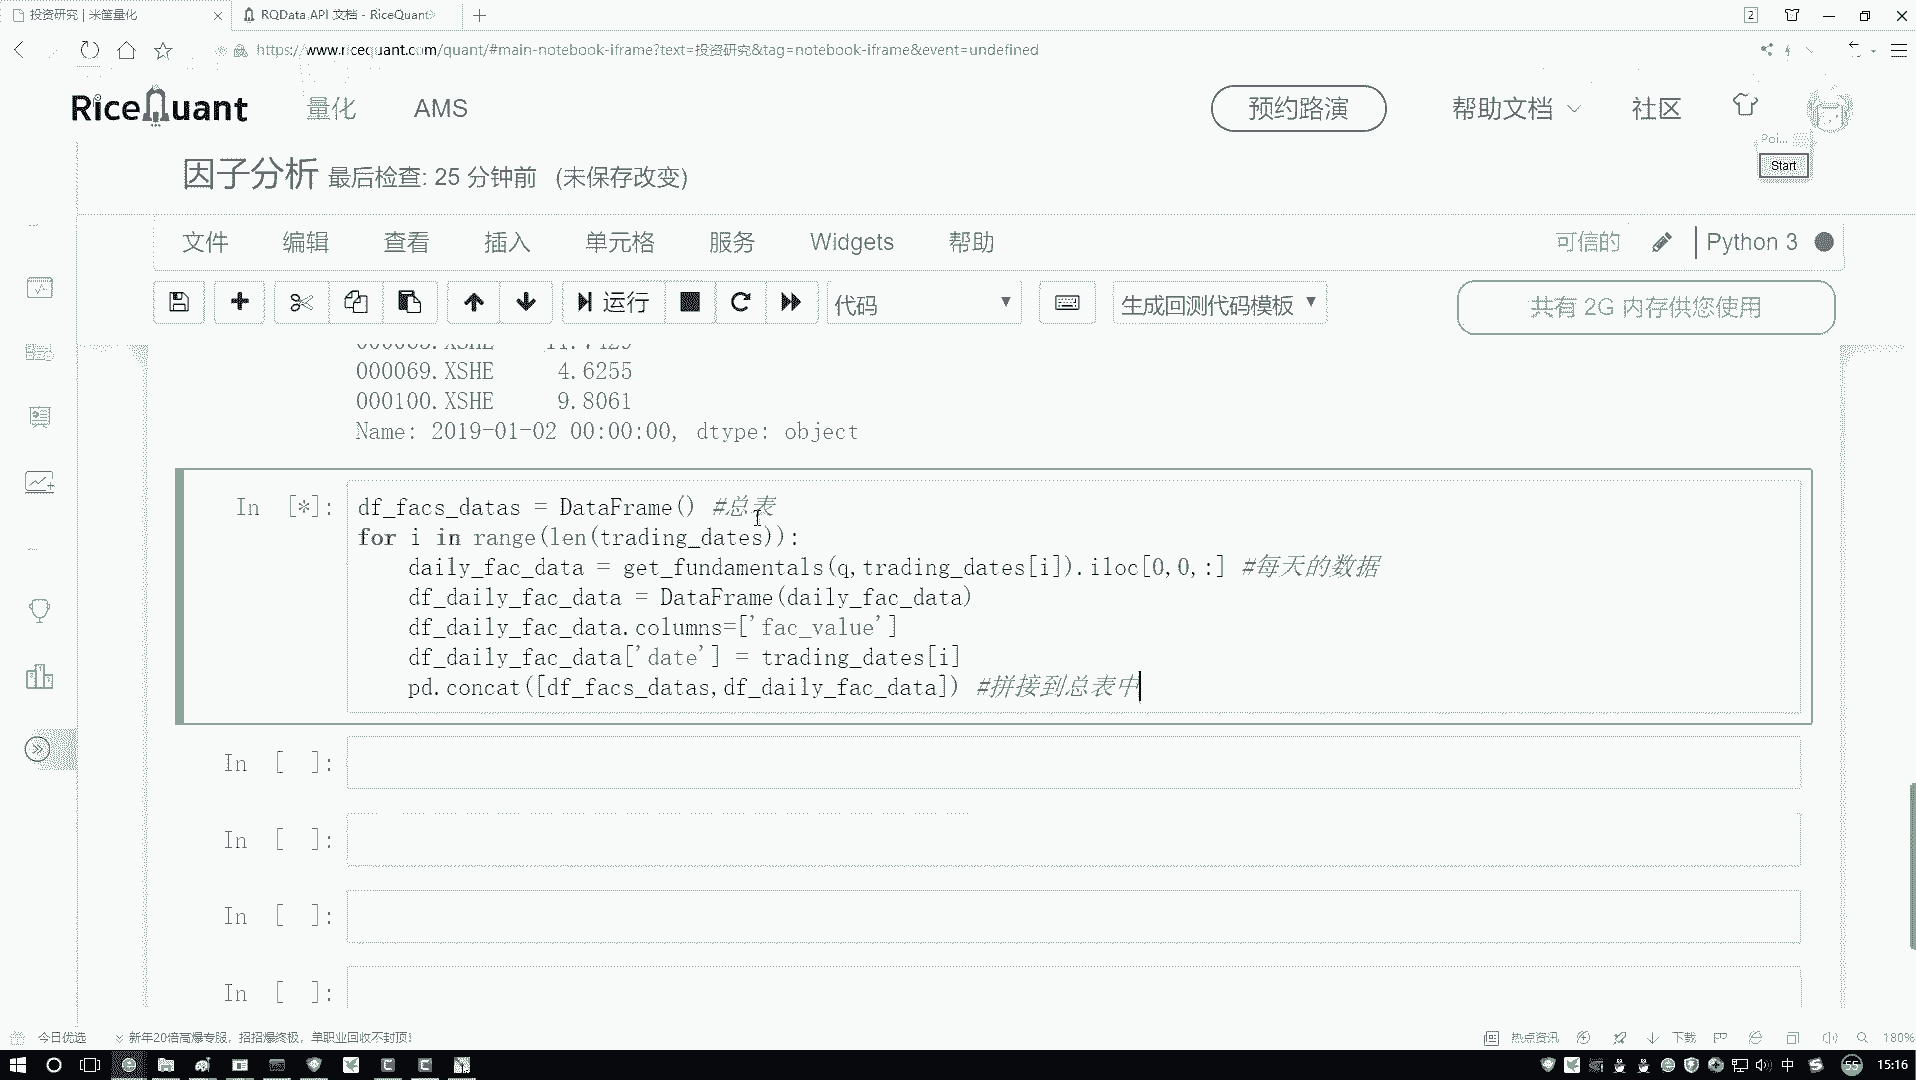 投资研究 | 米筐量化
RQData API 文档 - RiceQuant
2
https://www.ricequant.com/quant/#main-notebook-iframe?text=投资研究&tag=notebook-iframe&event=undefined
RiceQuant 量化 AMS 预约路演 帮助文档 社区
Poi...
Start
因子分析 最后检查: 25 分钟前 (未保存改变)
文件 编辑 查看 插入 单元格 服务 Widgets 帮助 可信的 Python 3
运行 代码 生成回测代码模板 共有 2G 内存供您使用
000069.XSHE 4.6255
000100.XSHE 9.8061
Name: 2019-01-02 00:00:00, dtype: object
In [*]: df_facs_datas = DataFrame() #总表
for i in range(len(trading_dates)):
daily_fac_data = get_fundamentals(q,trading_dates[i]).iloc[0,0,:] #每天的数据
df_daily_fac_data = DataFrame(daily_fac_data)
df_daily_fac_data.columns=['fac_value']
df_daily_fac_data['date'] = trading_dates[i]
pd.concat([df_facs_datas,df_daily_fac_data]) #拼接到总表中
In [ ]:
In [ ]:
In [ ]:
In [ ]:
今日优选 新年20倍高爆专服，招招爆终极，单职业回收不封顶! 热点资讯 下载 180%
中 55 15:16